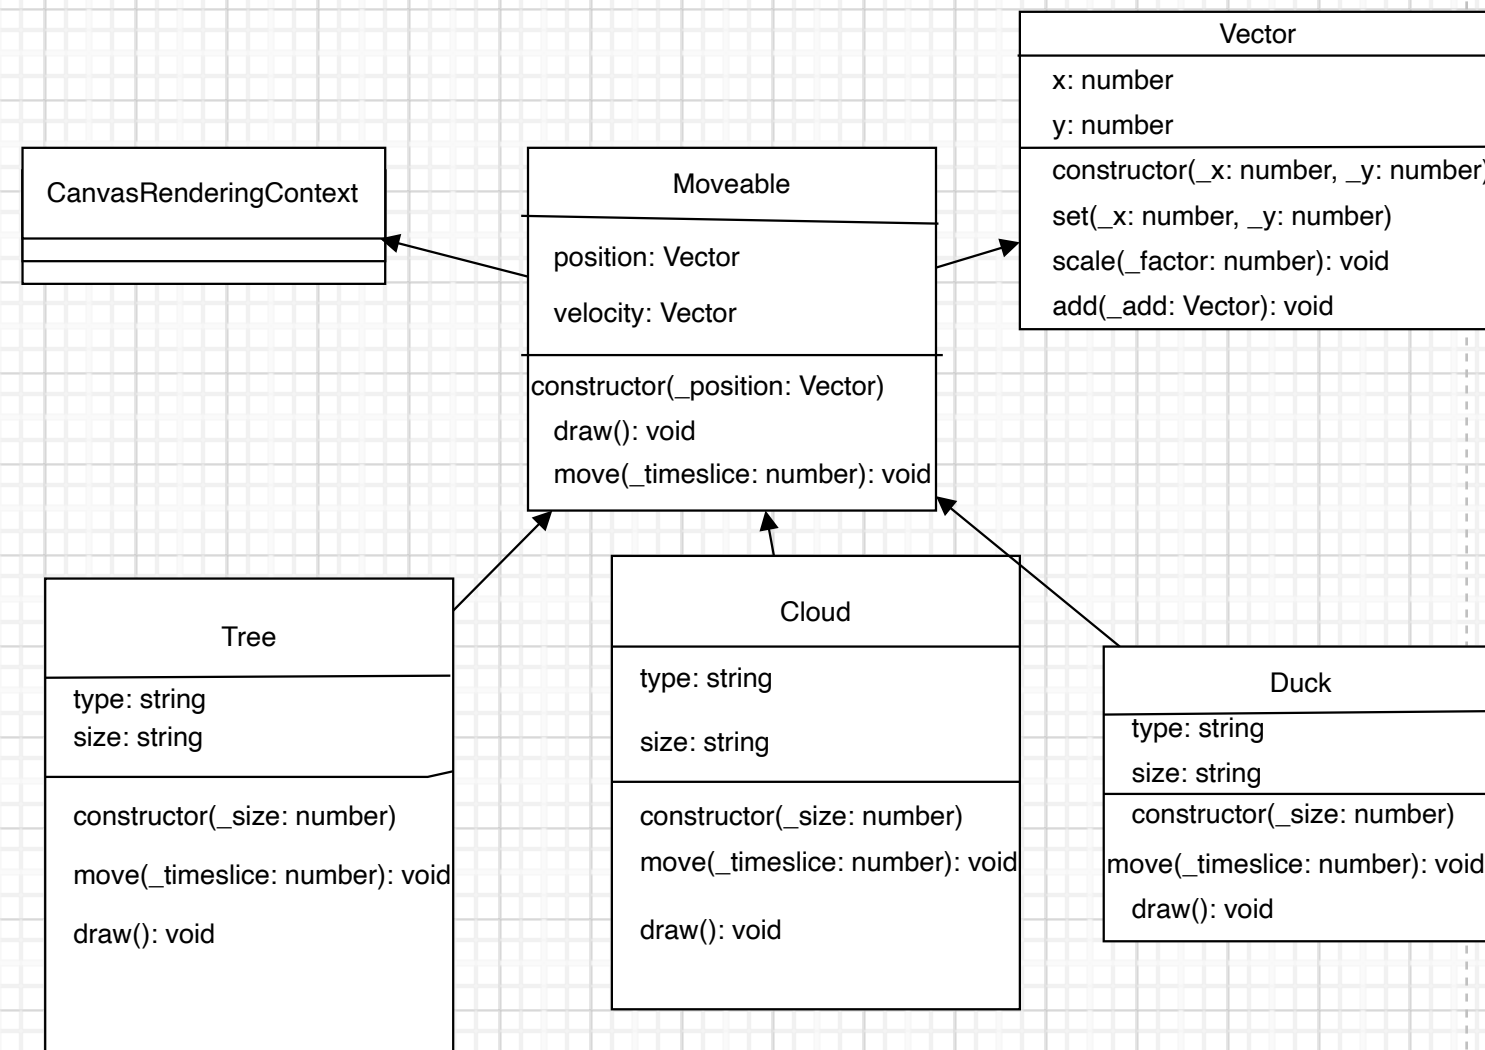 Vector
x: number
y: number
constructor(_x: number, _y: number)
set(_x: number, _y: number)
scale(_factor: number): void
add(_add: Vector): void
CanvasRenderingContext
Moveable
position: Vector
velocity: Vector
constructor(_position: Vector)
draw(): void
move(_timeslice: number): void
Tree
type: string
size: string
constructor(_size: number)
move(_timeslice: number): void
draw(): void
Cloud
type: string
size: string
constructor(_size: number)
move(_timeslice: number): void
draw(): void
Duck
type: string
size: string
constructor(_size: number)
move(_timeslice: number): void
draw(): void